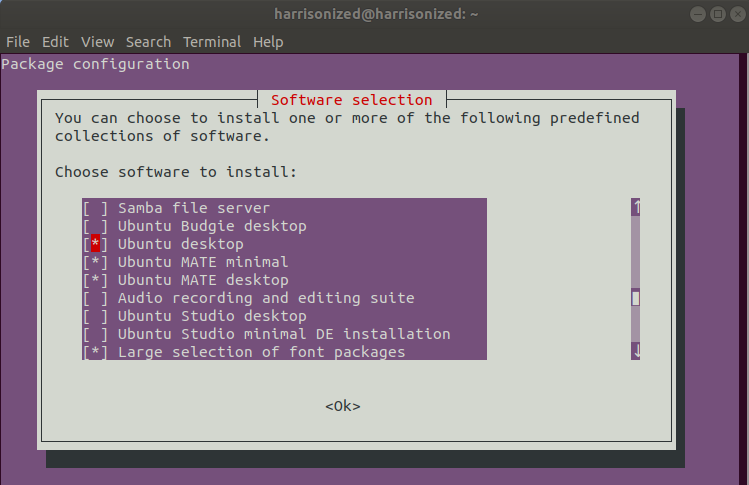 harrisonized@harrisonized: ~
File Edit View Search Terminal Help
Package configuration
Software selection
You can choose to install one or more of the following predefined
collections of software.
Choose software to install:
[ ] Samba file server
[ ] Ubuntu Budgie desktop
[*] Ubuntu desktop
[*] Ubuntu MATE minimal
[*] Ubuntu MATE desktop
[ ] Audio recording and editing suite
[ ] Ubuntu Studio desktop
[ ] Ubuntu Studio minimal DE installation
[*] Large selection of font packages
<Ok>